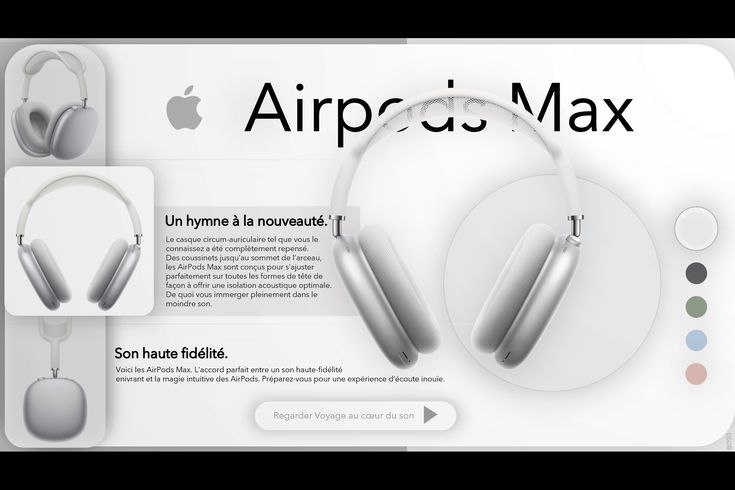 Airpods Max
Un hymne à la nouveauté.
Le casque circum-auriculaire tel que vous le
connaissez a été complètement repensé.
Des coussinets jusqu'au sommet de l'arceau,
les AirPods Max sont conçus pour s'ajuster
parfaitement sur toutes les formes de tête de
façon à offrir une isolation acoustique optimale.
De quoi vous immerger pleinement dans le
moindre son.
Son haute fidélité.
Voici les AirPods Max. L'accord parfait entre un son haute-fidélité
enivrant et la magie intuitive des AirPods. Préparez-vous pour une expérience d'écoute inouïe.
Regarder Voyage au cœur du son